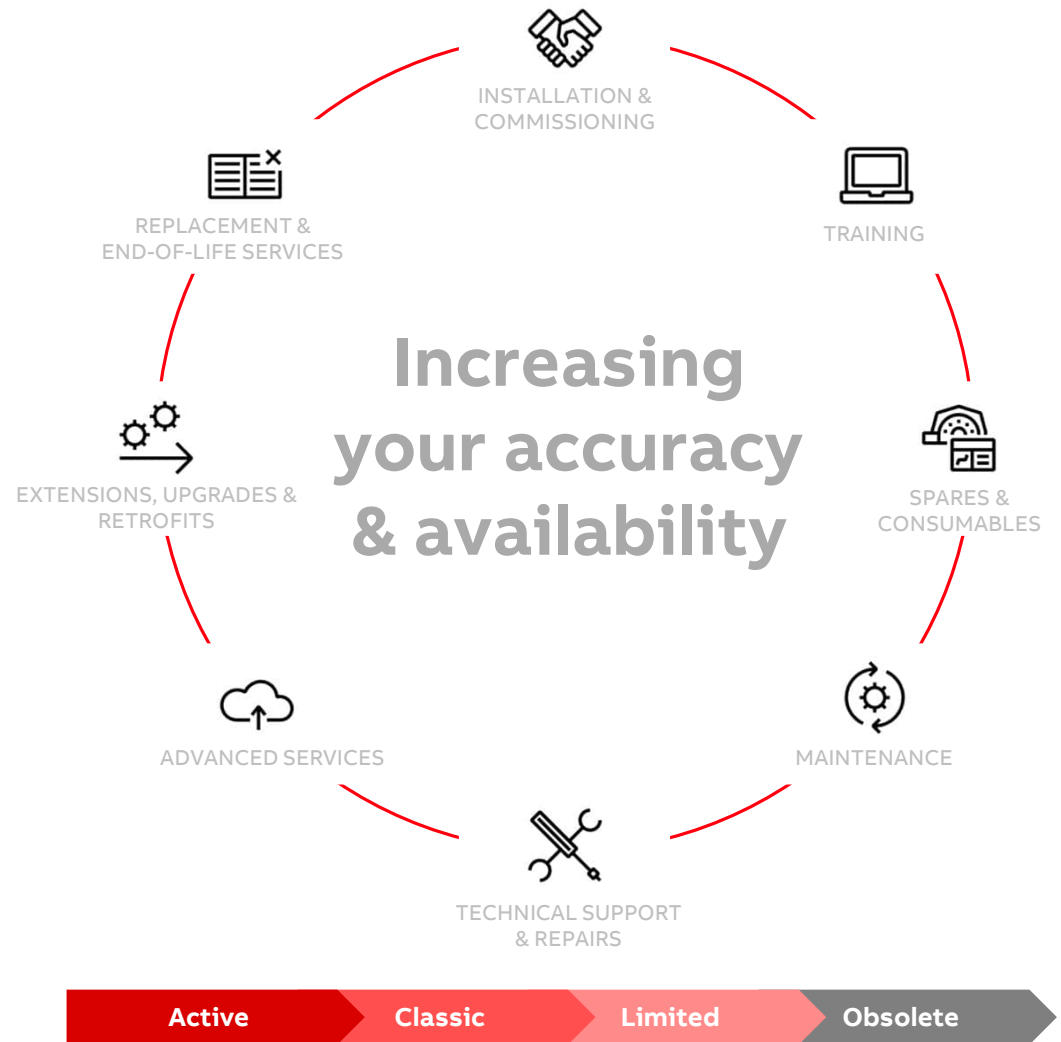 INSTALLATION &
COMMISSIONING
REPLACEMENT &
END-OF-LIFE SERVICES
TRAINING
Increasing
your accuracy
& availability
EXTENSIONS, UPGRADES &
RETROFITS
SPARES &
CONSUMABLES
ADVANCED SERVICES
MAINTENANCE
TECHNICAL SUPPORT
& REPAIRS
Active
Classic
Limited
Obsolete